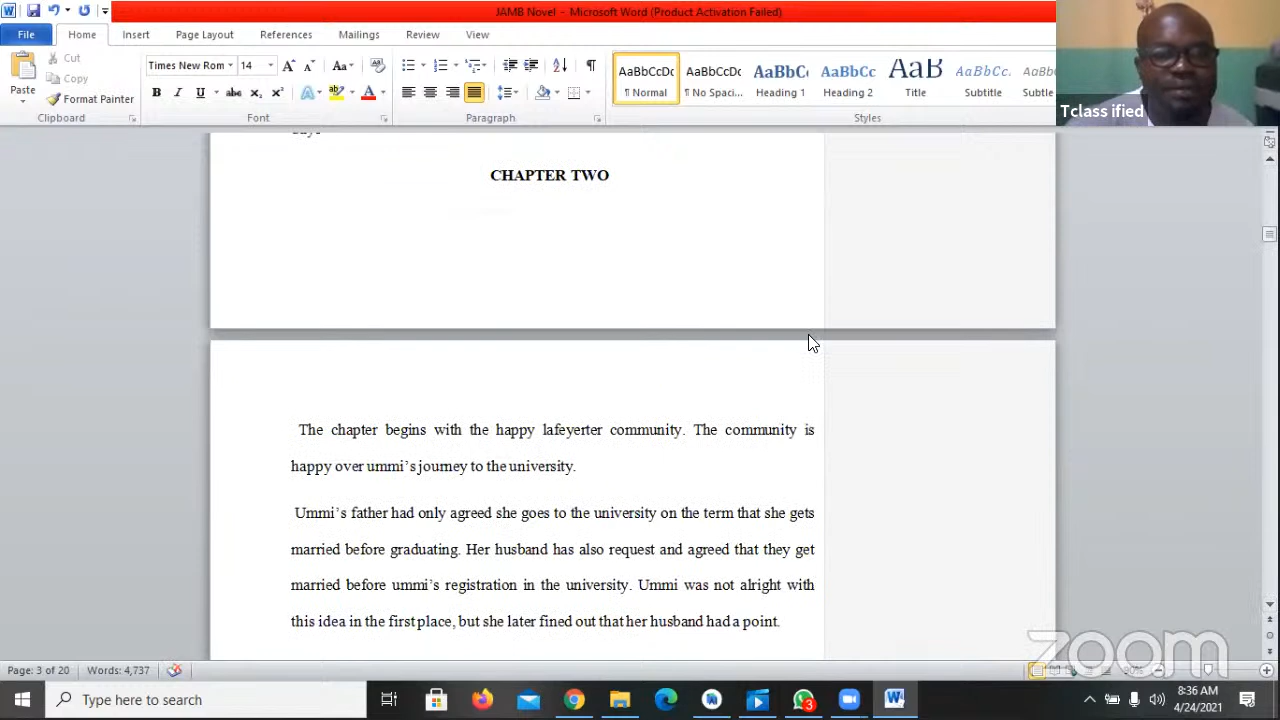 JAMB Novel - Microsoft Word (Product Activation Failed)
File Home Insert Page Layout References Mailings Review View
Cut
Times New Rom 14 Aa
AaBbCcDc AaBbCcDc AaBbC AaBbCc AaB AaBbCcDd
Copy
Paste Format Painter
B I U abc x₂ x² A
¶ Normal ¶ No Spaci... Heading 1 Heading 2 Title Subtitle Subtle
Clipboard Font Paragraph Styles
Tclass ified
CHAPTER TWO
The chapter begins with the happy lafeyerter community. The community is
happy over ummi's journey to the university.
Ummi's father had only agreed she goes to the university on the term that she gets
married before graduating. Her husband has also request and agreed that they get
married before ummi's registration in the university. Ummi was not alright with
this idea in the first place, but she later fined out that her husband had a point.
zoom
Page: 3 of 20 Words: 4,737
Type here to search
3
8:36 AM
4/24/2021